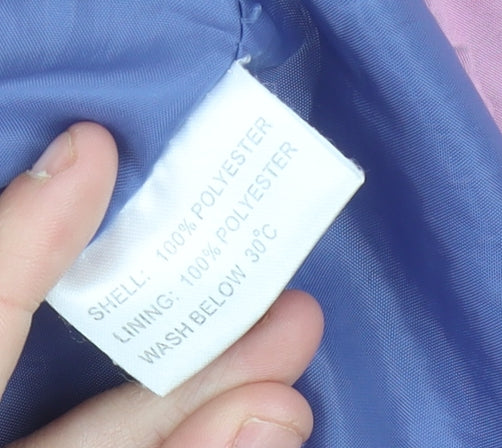 SHELL: 100% POLYESTER
LINING: 100% POLYESTER
WASH BELOW 30°C